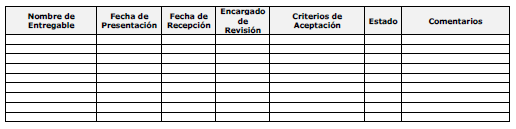 Nombre de
Entregable
Fecha de
Presentación
Fecha de
Recepción
Encargado
de
Revisión
Criterios de
Aceptación
Estado
Comentarios